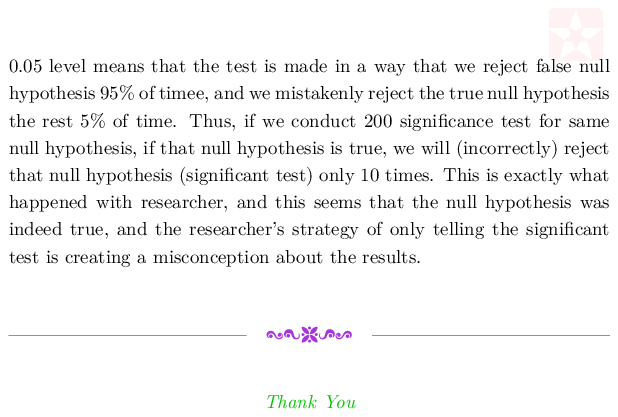 0.05 level means that the test is made in a way that we reject false null
hypothesis 95% of timee, and we mistakenly reject the true null hypothesis
the rest 5% of time. Thus, if we conduct 200 significance test for same
null hypothesis, if that null hypothesis is true, we will (incorrectly) reject
that null hypothesis (significant test) only 10 times. This is exactly what
happened with researcher, and this seems that the null hypothesis was
indeed true, and the researcher's strategy of only telling the significant
test is creating a misconception about the results.
Thank You